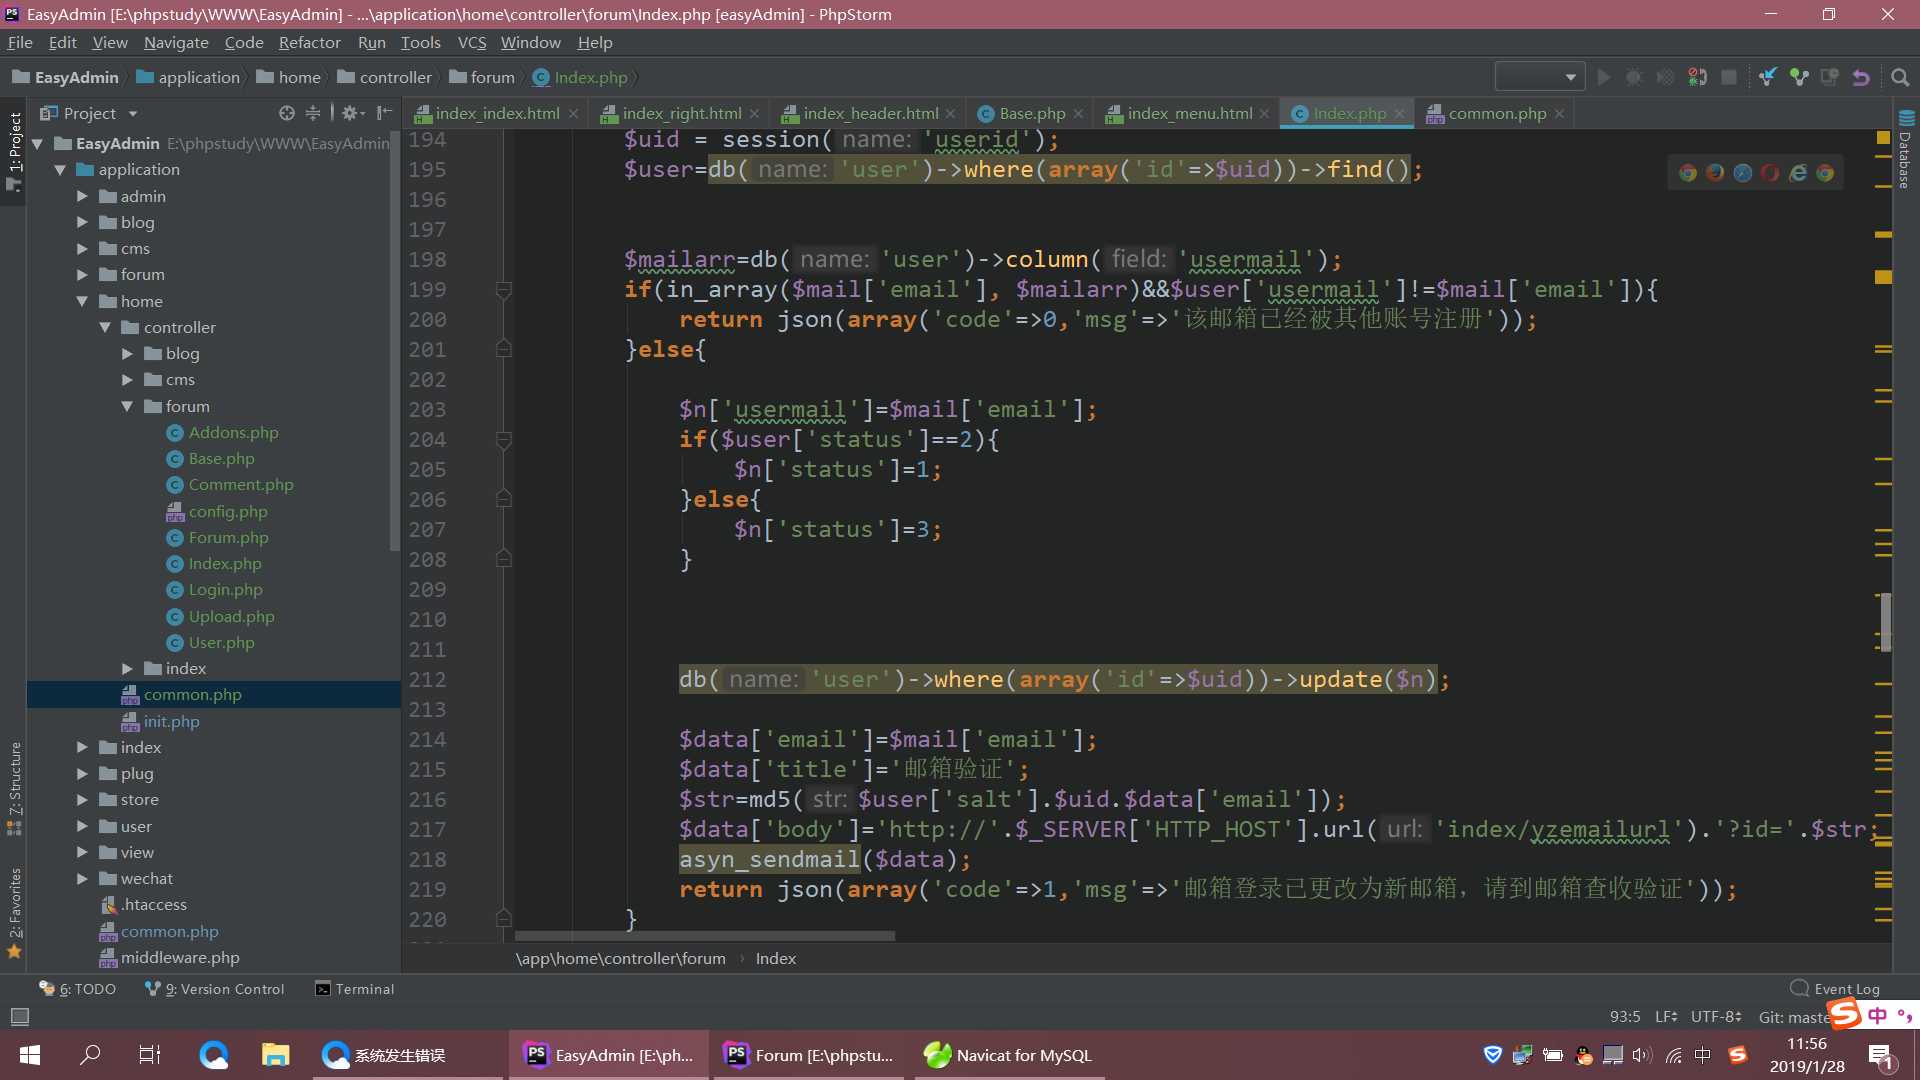 EasyAdmin [E:\phpstudy\WWW\EasyAdmin] - ...\application\home\controller\forum\Index.php [easyAdmin] - PhpStorm
File Edit View Navigate Code Refactor Run Tools VCS Window Help
EasyAdmin application home controller forum Index.php
Project
index_index.html index_right.html index_header.html Base.php index_menu.html Index.php common.php
1: Project
Z: Structure
2: Favorites
Database
EasyAdmin E:\phpstudy\WWW\EasyAdmin
application
admin
blog
cms
forum
home
controller
blog
cms
forum
Addons.php
Base.php
Comment.php
config.php
Forum.php
Index.php
Login.php
Upload.php
User.php
index
common.php
init.php
index
plug
store
user
view
wechat
.htaccess
common.php
middleware.php
194 $uid = session( name: 'userid');
195 $user=db( name: 'user')->where(array('id'=>$uid))->find();
196
197
198 $mailarr=db( name: 'user')->column( field: 'usermail');
199 if(in_array($mail['email'], $mailarr)&&$user['usermail']!=$mail['email']){
200 return json(array('code'=>0,'msg'=>'该邮箱已经被其他账号注册'));
201 }else{
202
203 $n['usermail']=$mail['email'];
204 if($user['status']==2){
205 $n['status']=1;
206 }else{
207 $n['status']=3;
208 }
209
210
211
212 db( name: 'user')->where(array('id'=>$uid))->update($n);
213
214 $data['email']=$mail['email'];
215 $data['title']='邮箱验证';
216 $str=md5( str: $user['salt'].$uid.$data['email']);
217 $data['body']='http://'.$_SERVER['HTTP_HOST'].url( url: 'index/yzemailurl').'?id='.$str;
218 asyn_sendmail($data);
219 return json(array('code'=>1,'msg'=>'邮箱登录已更改为新邮箱，请到邮箱查收验证'));
220 }
\app\home\controller\forum › Index
6: TODO 9: Version Control Terminal Event Log
93:5 LF UTF-8 Git: maste
中
系统发生错误
EasyAdmin [E:\ph...
Forum [E:\phpstu...
Navicat for MySQL
中
11:56
2019/1/28
1